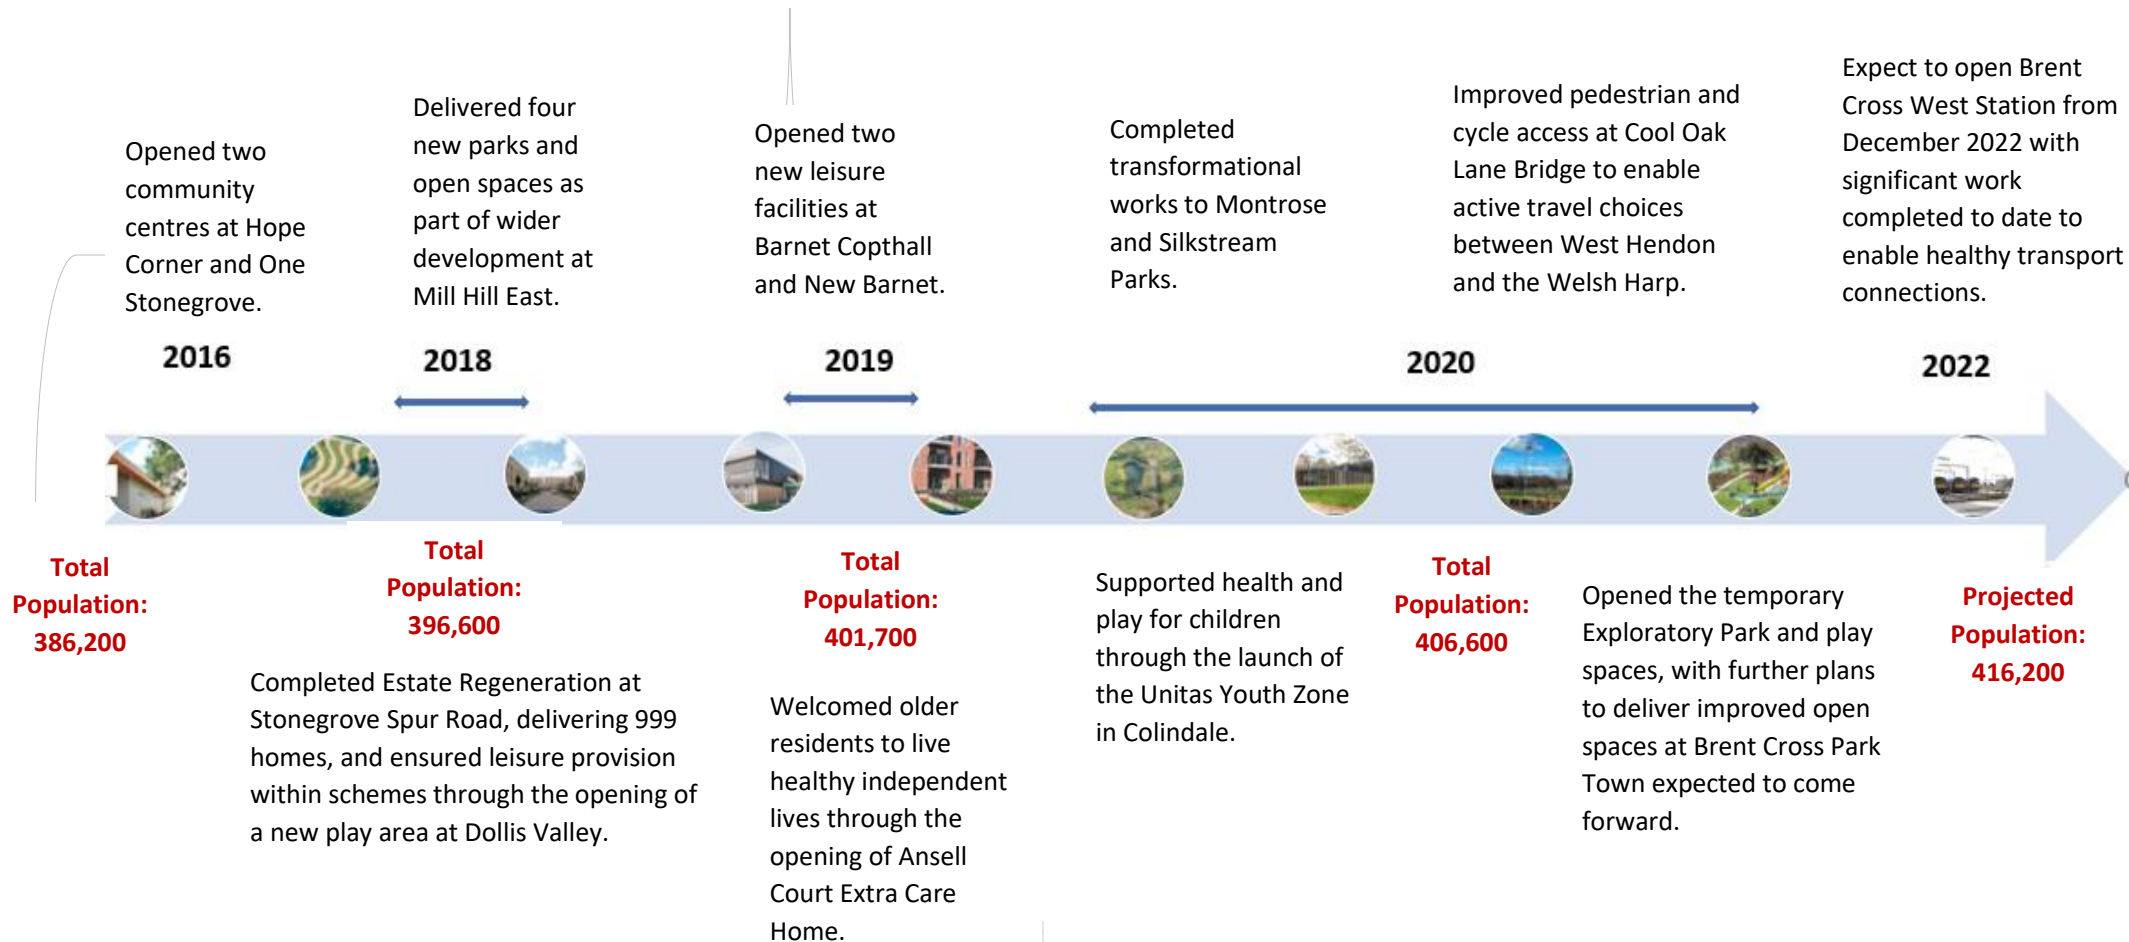 Opened two
community
centres at Hope
Corner and One
Stonegrove.
Delivered four
new parks and
open spaces as
part of wider
development at
Mill Hill East.
Opened two
new leisure
facilities at
Barnet Copthall
and New Barnet.
Completed
transformational
works to Montrose
and Silkstream
Parks.
Improved pedestrian and
cycle access at Cool Oak
Lane Bridge to enable
active travel choices
between West Hendon
and the Welsh Harp.
Expect to open Brent
Cross West Station from
December 2022 with
significant work
completed to date to
enable healthy transport
connections.
2016
2018
2019
2020
2022
Total
Population:
386,200
Total
Population:
396,600
Completed Estate Regeneration at
Stonegrove Spur Road, delivering 999
homes, and ensured leisure provision
within schemes through the opening of
a new play area at Dollis Valley.
Total
Population:
401,700
Welcomed older
residents to live
healthy independent
lives through the
opening of Ansell
Court Extra Care
Home.
Supported health and
play for children
through the launch of
the Unitas Youth Zone
in Colindale.
Total
Population:
406,600
Opened the temporary
Exploratory Park and play
spaces, with further plans
to deliver improved open
spaces at Brent Cross Park
Town expected to come
forward.
Projected
Population:
416,200